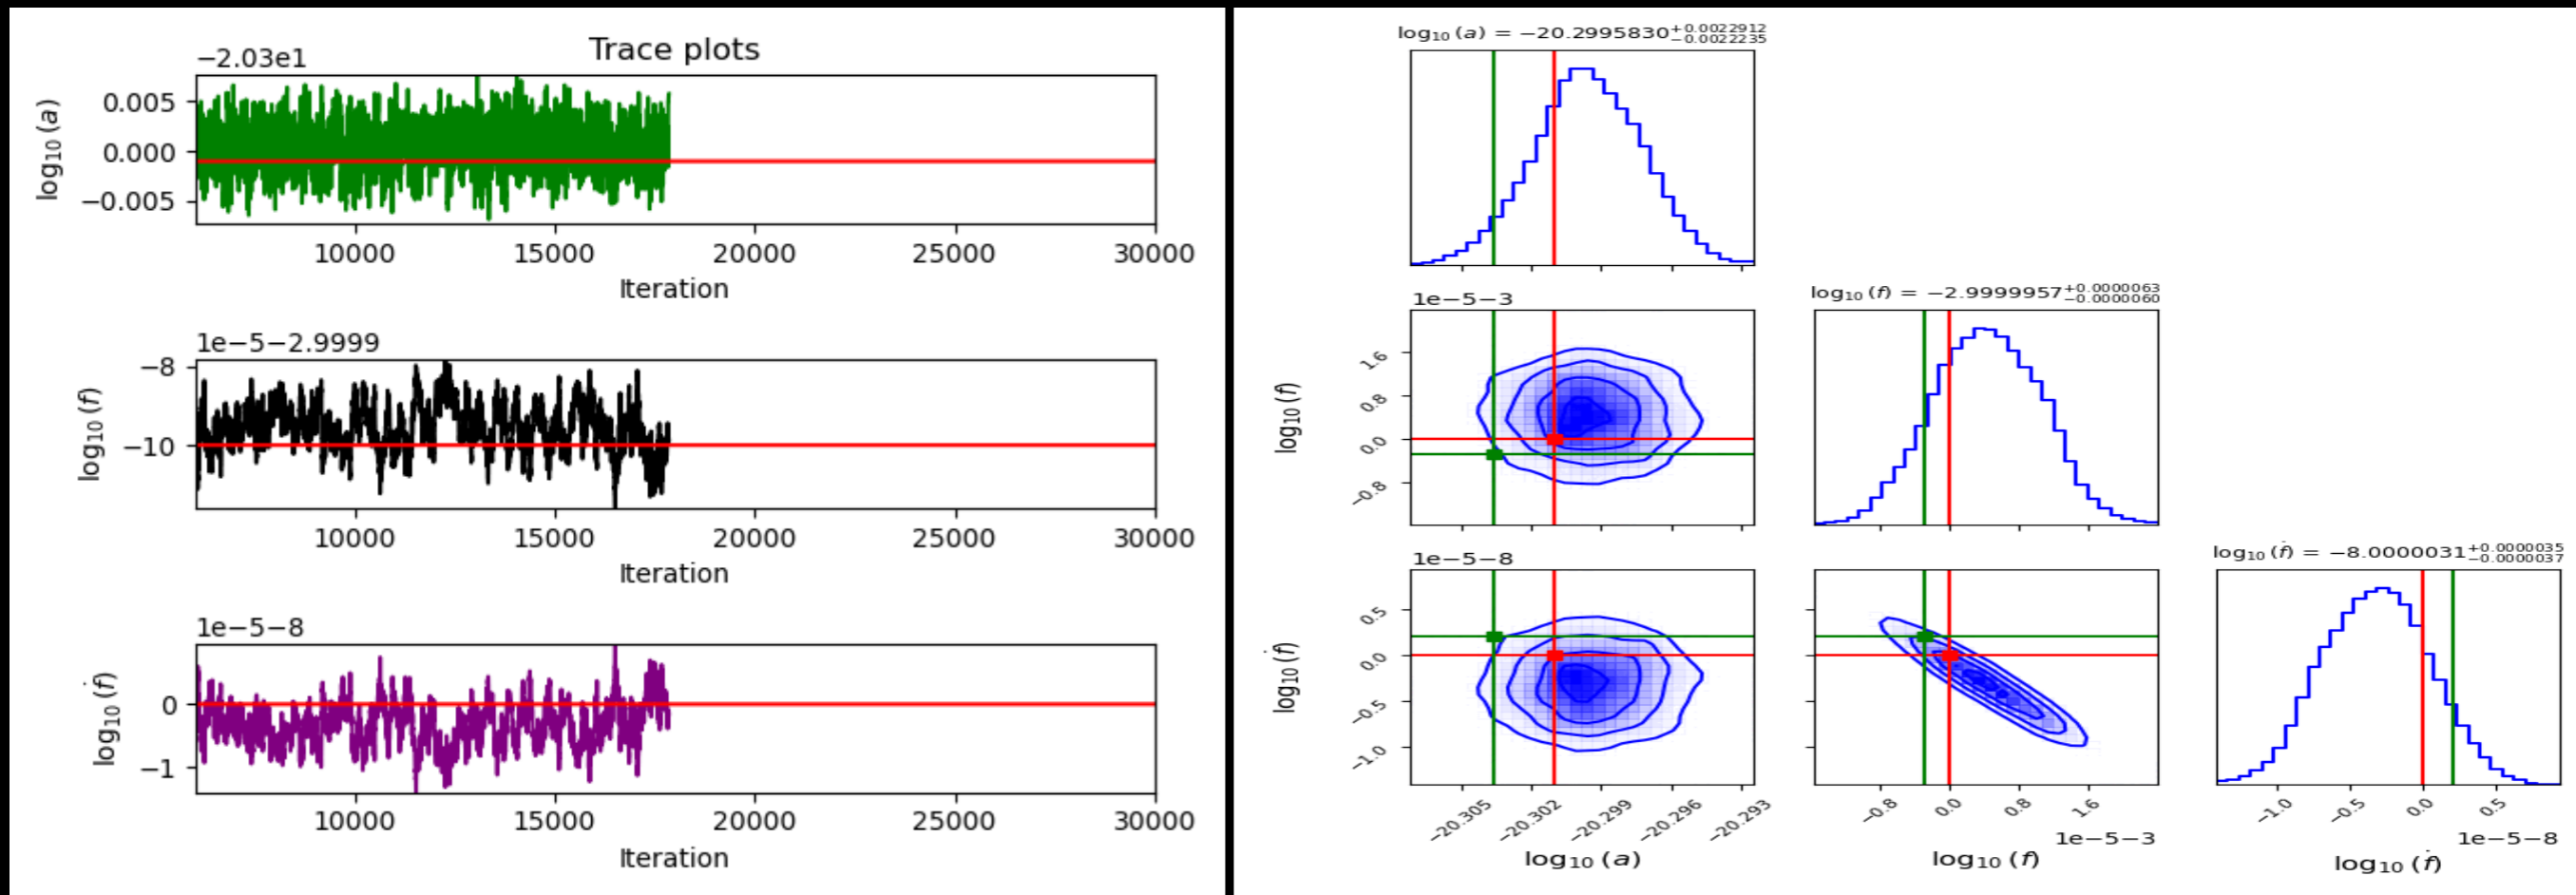 Trace plots
−2.03e1
log₁₀ (a)
0.005
0.000
−0.005
10000 15000 20000 25000 30000
Iteration
1e−5−2.9999
log₁₀ (f)
−8
−10
10000 15000 20000 25000 30000
Iteration
1e−5−8
log₁₀ (ḟ)
0
−1
10000 15000 20000 25000 30000
Iteration
log₁₀ (a) = −20.2995830+0.0022912−0.0022235
1e−5−3
log₁₀ (f) = −2.9999957+0.0000063−0.0000060
log₁₀ (f)
1.6
0.8
0.0
−0.8
1e−5−8
log₁₀ (ḟ) = −8.0000031+0.0000035−0.0000037
log₁₀ (ḟ)
0.5
0.0
−0.5
−1.0
−20.305 −20.302 −20.299 −20.296 −20.293
log₁₀ (a)
−0.8 0.0 0.8 1.6
1e−5−3
log₁₀ (f)
−1.0 −0.5 0.0 0.5
1e−5−8
log₁₀ (ḟ)